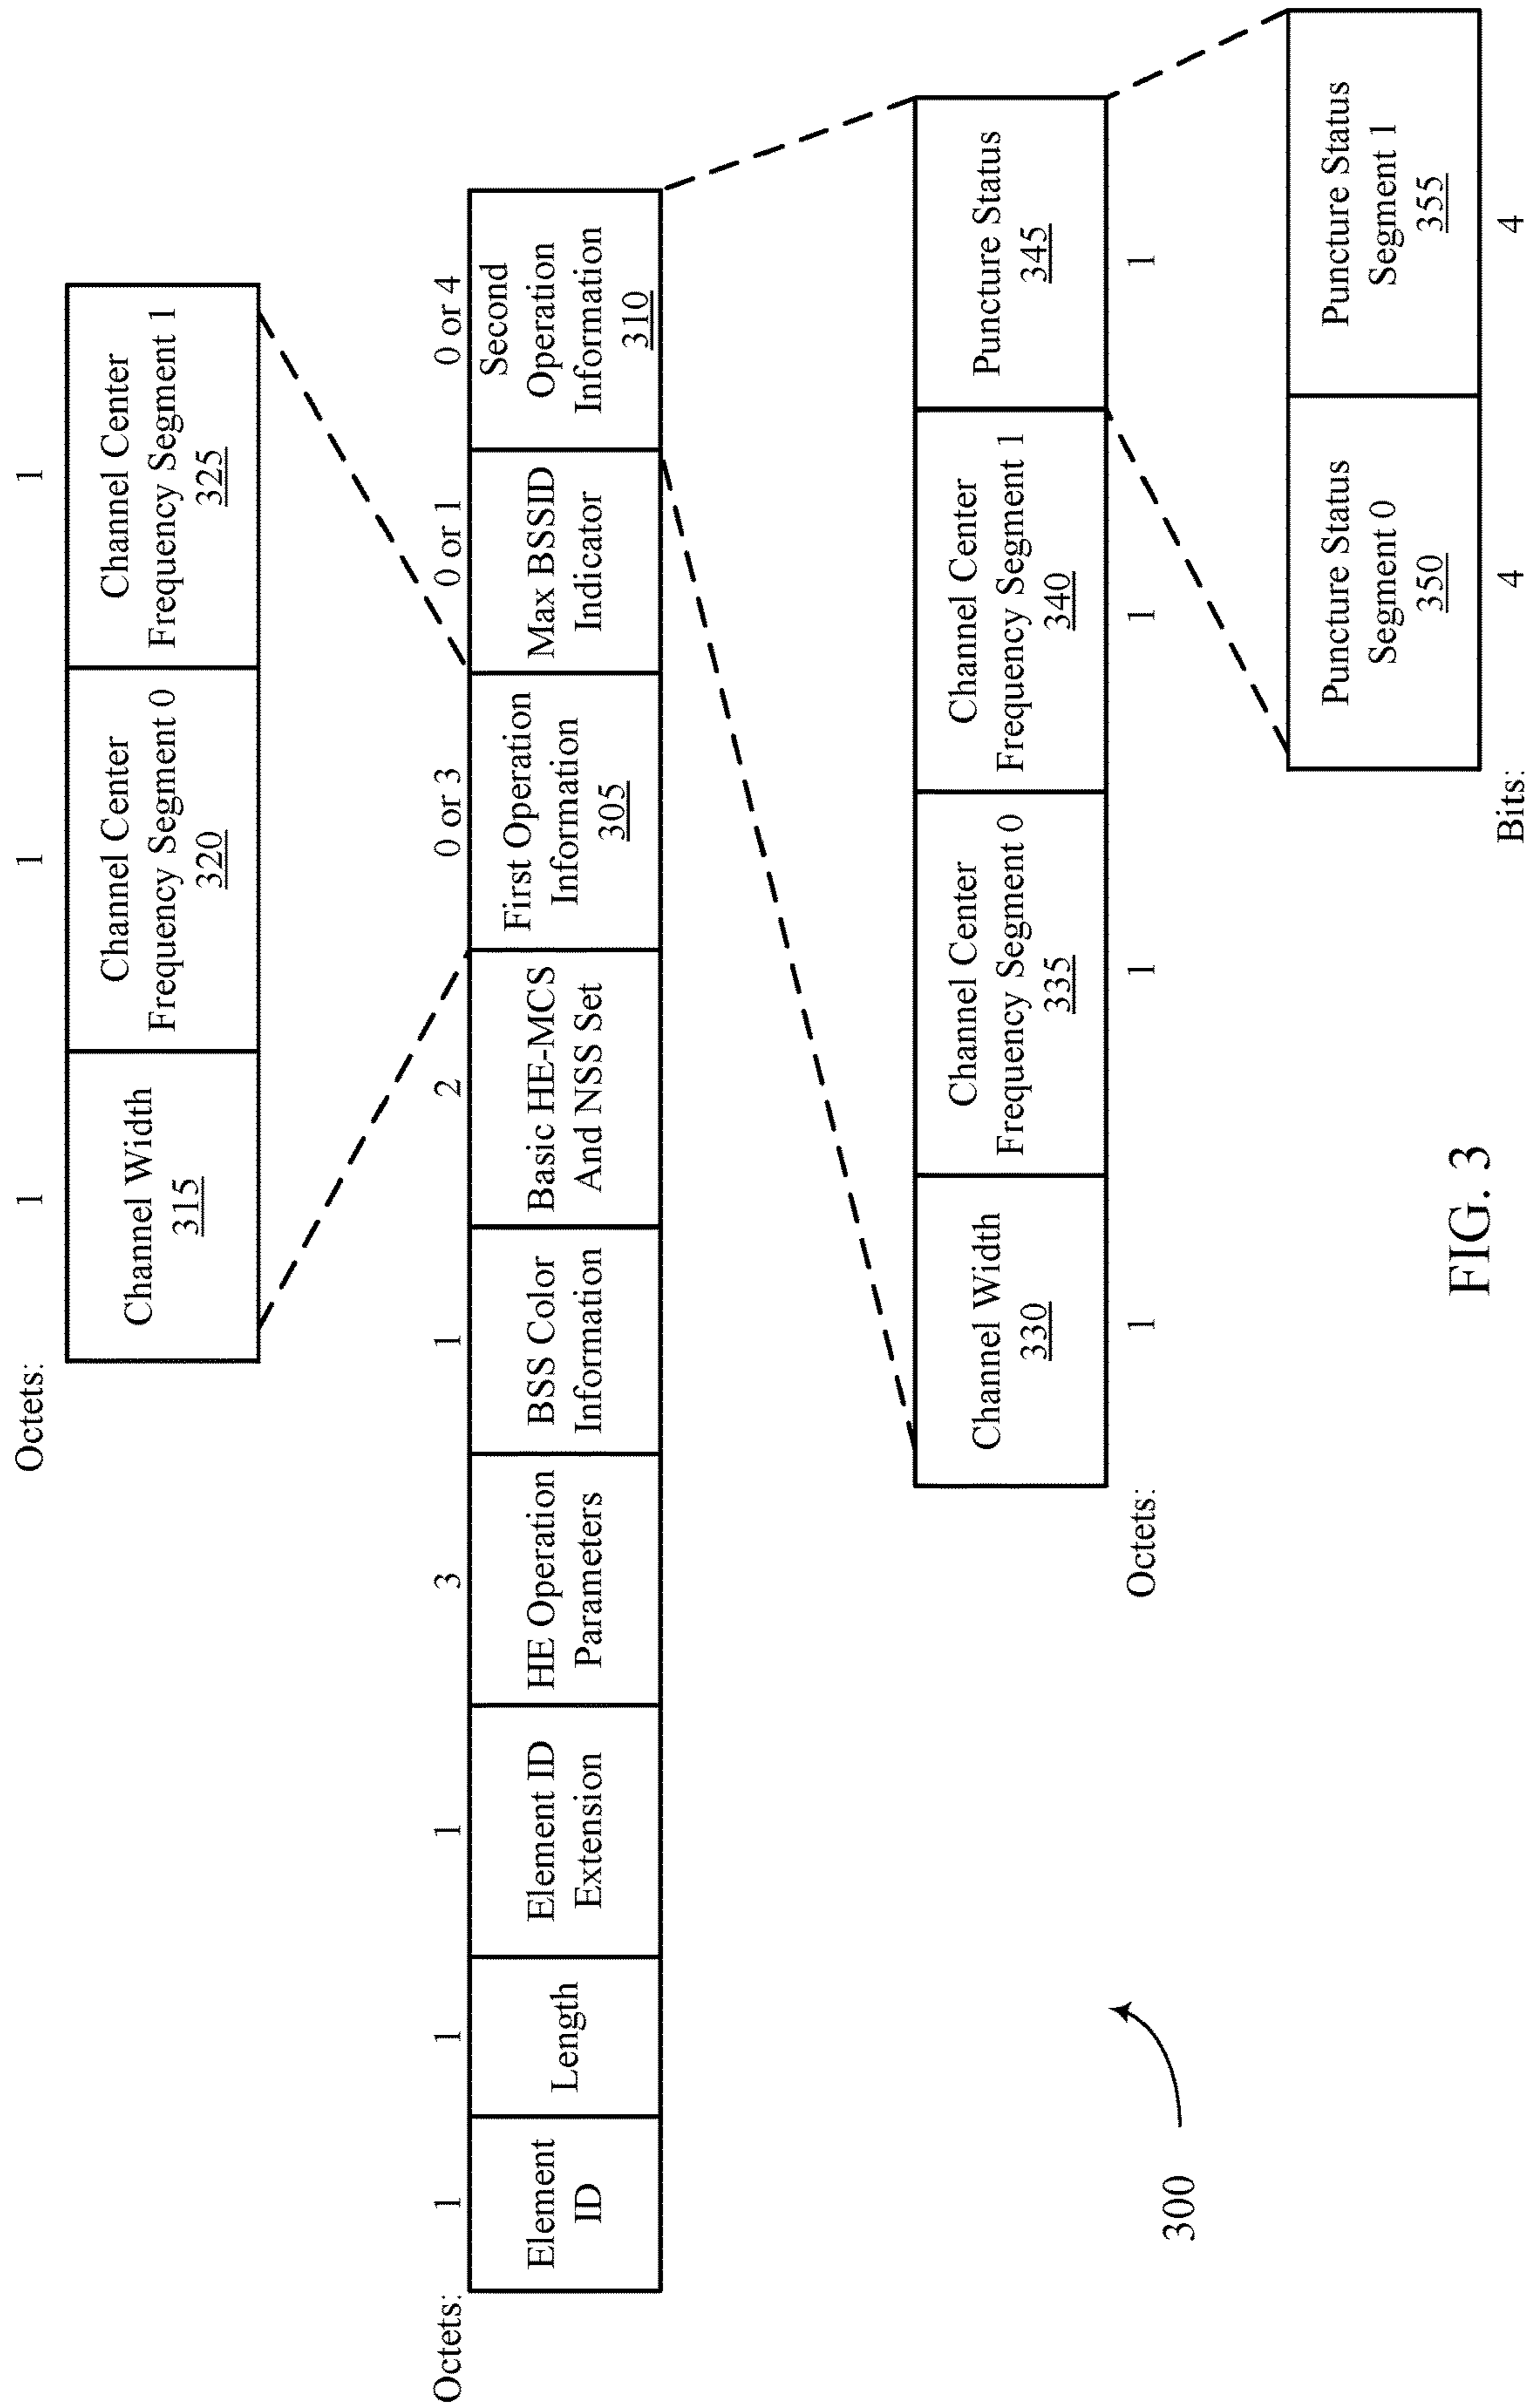 Octets:
1
1
1
Channel Width
315
Channel Center
Frequency Segment 0
320
Channel Center
Frequency Segment 1
325
Octets:
1
1
1
3
1
2
0 or 3
0 or 1
0 or 4
Element
ID
Length
Element ID
Extension
HE Operation
Parameters
BSS Color
Information
Basic HE-MCS
And NSS Set
First Operation
Information
305
Max BSSID
Indicator
Second
Operation
Information
310
Channel Width
330
Channel Center
Frequency Segment 0
335
Channel Center
Frequency Segment 1
340
Puncture Status
345
Octets:
1
1
1
1
300
Puncture Status
Segment 0
350
Puncture Status
Segment 1
355
Bits:
4
4
FIG. 3